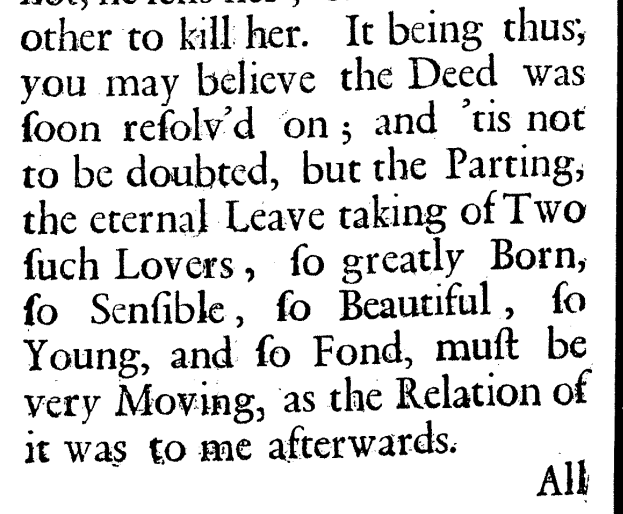 other to kill her. It being thus,
you may believe the Deed was
ſoon reſolv'd on; and 'tis not
to be doubted, but the Parting,
the eternal Leave taking of Two
ſuch Lovers, ſo greatly Born,
ſo Senſible, ſo Beautiful, ſo
Young, and ſo Fond, muſt be
very Moving, as the Relation of
it was to me afterwards.
All